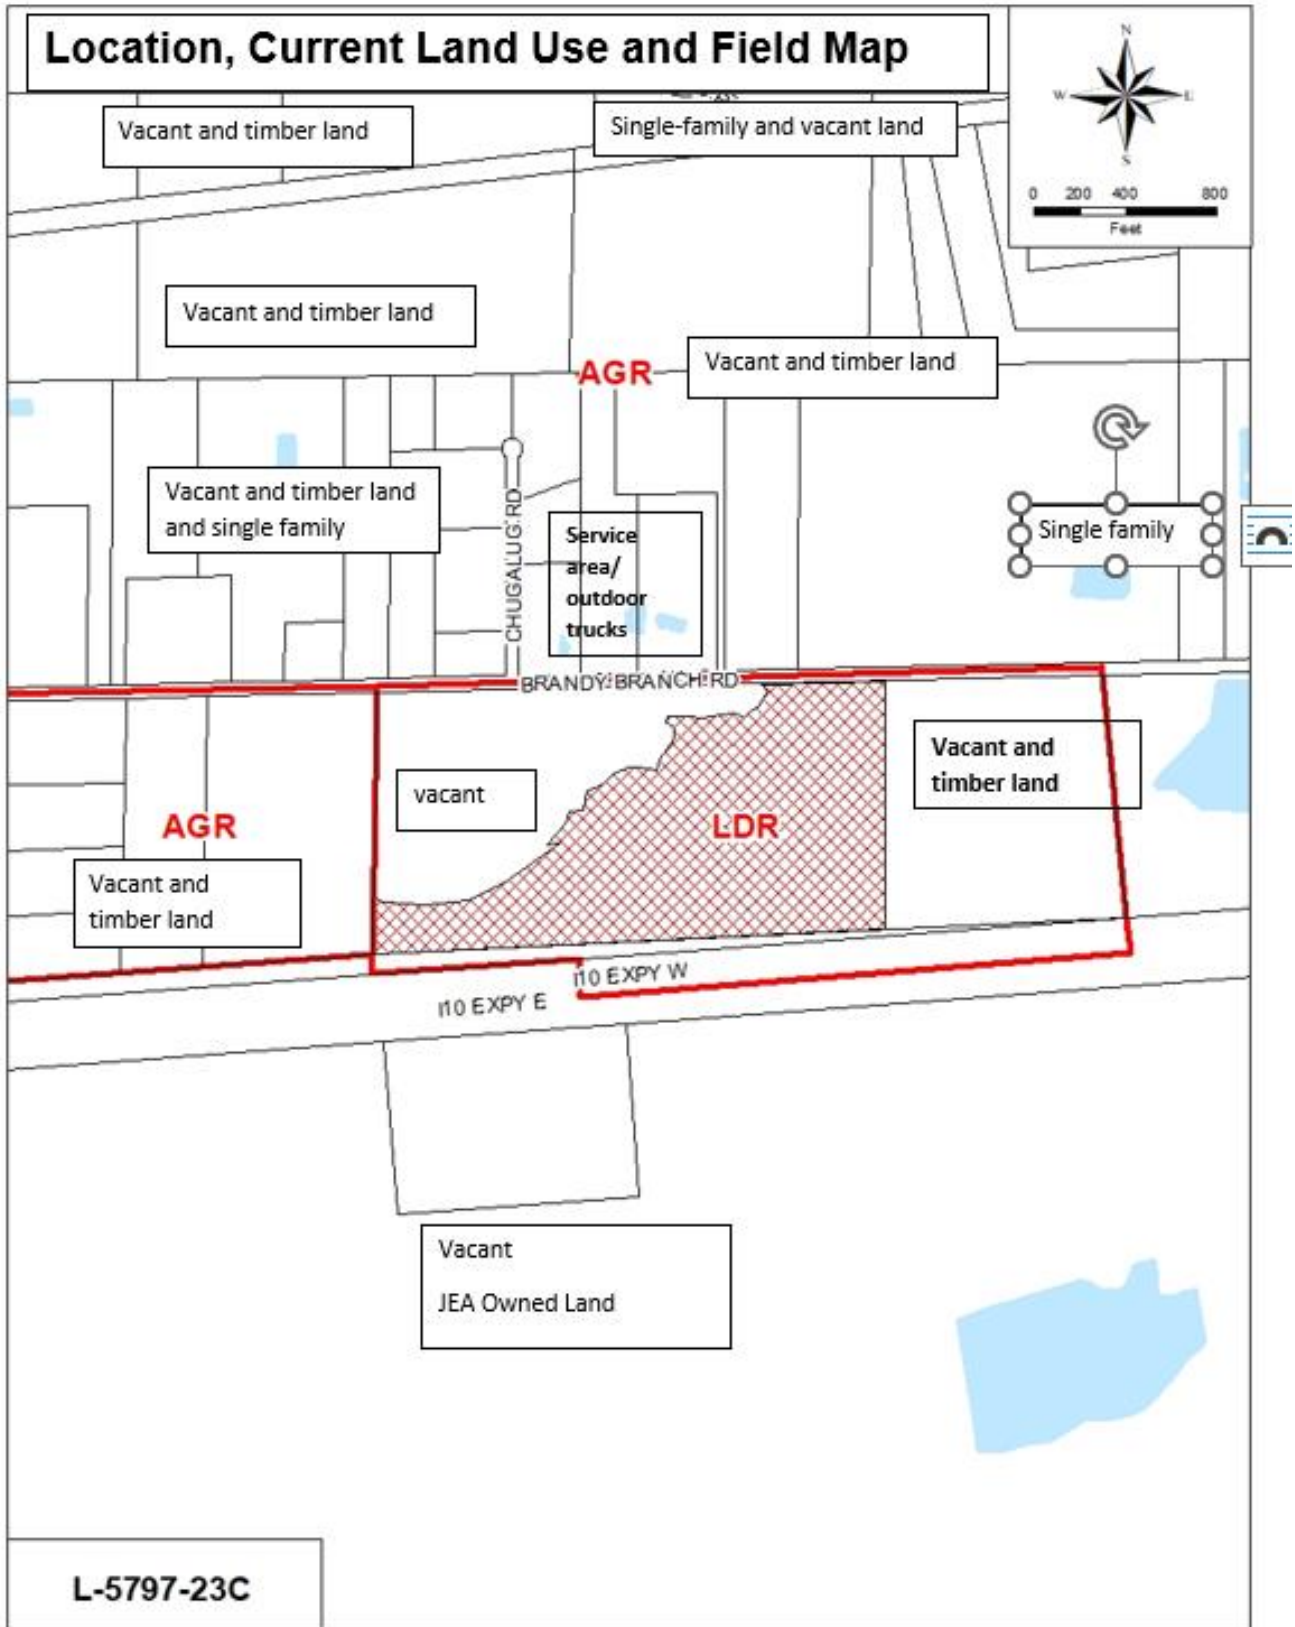 Location, Current Land Use and Field Map
N
W
E
S
0 200 400 800
Feet
Vacant and timber land
Single-family and vacant land
Vacant and timber land
AGR
Vacant and timber land
Vacant and timber land
and single family
CHUGALUG RD
Service
area/
outdoor
trucks
Single family
BRANDY BRANCH RD
vacant
AGR
LDR
Vacant and
timber land
Vacant and
timber land
I10 EXPY W
I10 EXPY E
Vacant
JEA Owned Land
L-5797-23C